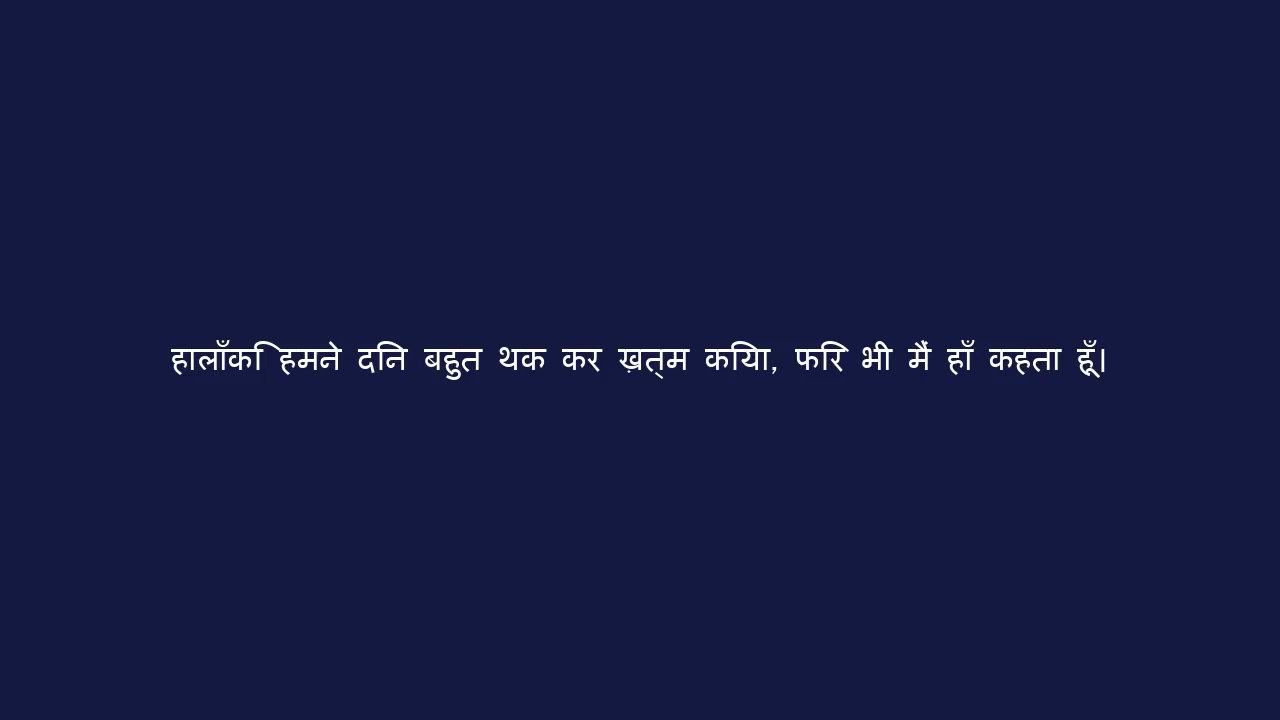 हालाँकि हमने दिन बहुत थक कर ख़त्म किया, फिर भी मैं हाँ कहता हूँ।